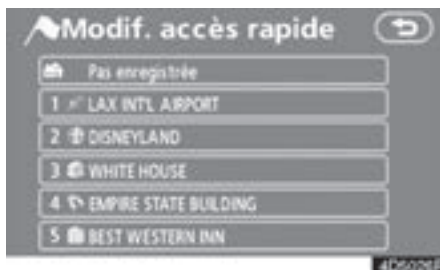 Modif. accès rapide
Pas enregistrée
1 LAX INT'L AIRPORT
2 DISNEYLAND
3 WHITE HOUSE
4 EMPIRE STATE BUILDING
5 BEST WESTERN INN